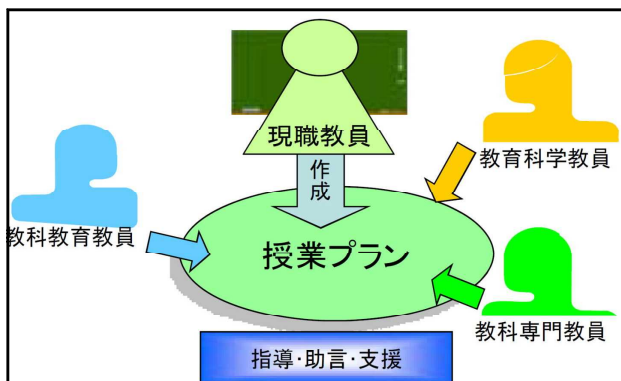 現職教員
教育科学教員
作成
教科教育教員
授業プラン
教科専門教員
指導・助言・支援